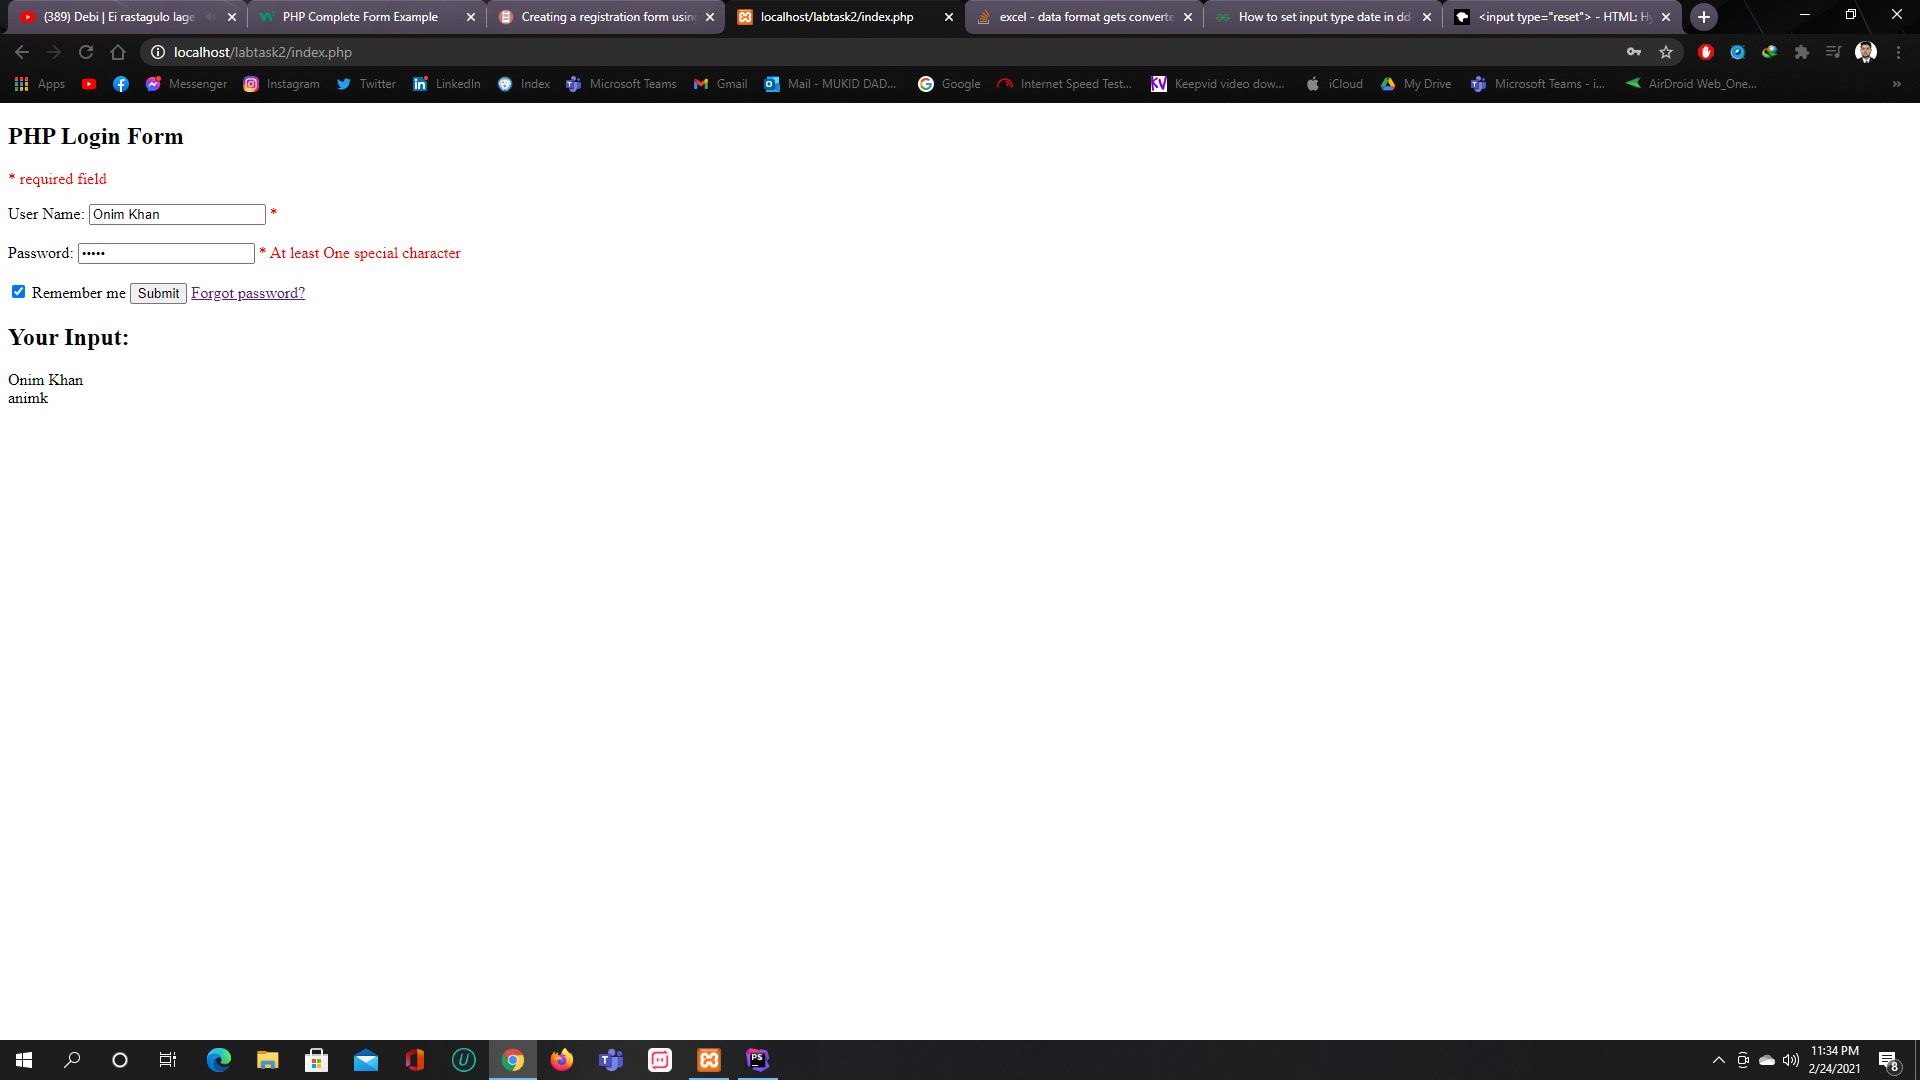 (389) Debi | Ei rastagulo lage
PHP Complete Form Example
Creating a registration form usin
localhost/labtask2/index.php
excel - data format gets converte
How to set input type date in dd
<input type="reset"> - HTML: Hy
localhost/labtask2/index.php
Apps
Messenger
Instagram
Twitter
LinkedIn
Index
Microsoft Teams
Gmail
Mail - MUKID DAD...
Google
Internet Speed Test...
KV
Keepvid video dow...
iCloud
My Drive
Microsoft Teams - i...
AirDroid Web_One...
»
PHP Login Form
* required field
User Name: Onim Khan *
Password: ••••• * At least One special character
Remember me Submit Forgot password?
Your Input:
Onim Khan
animk
PS
11:34 PM
2/24/2021
8